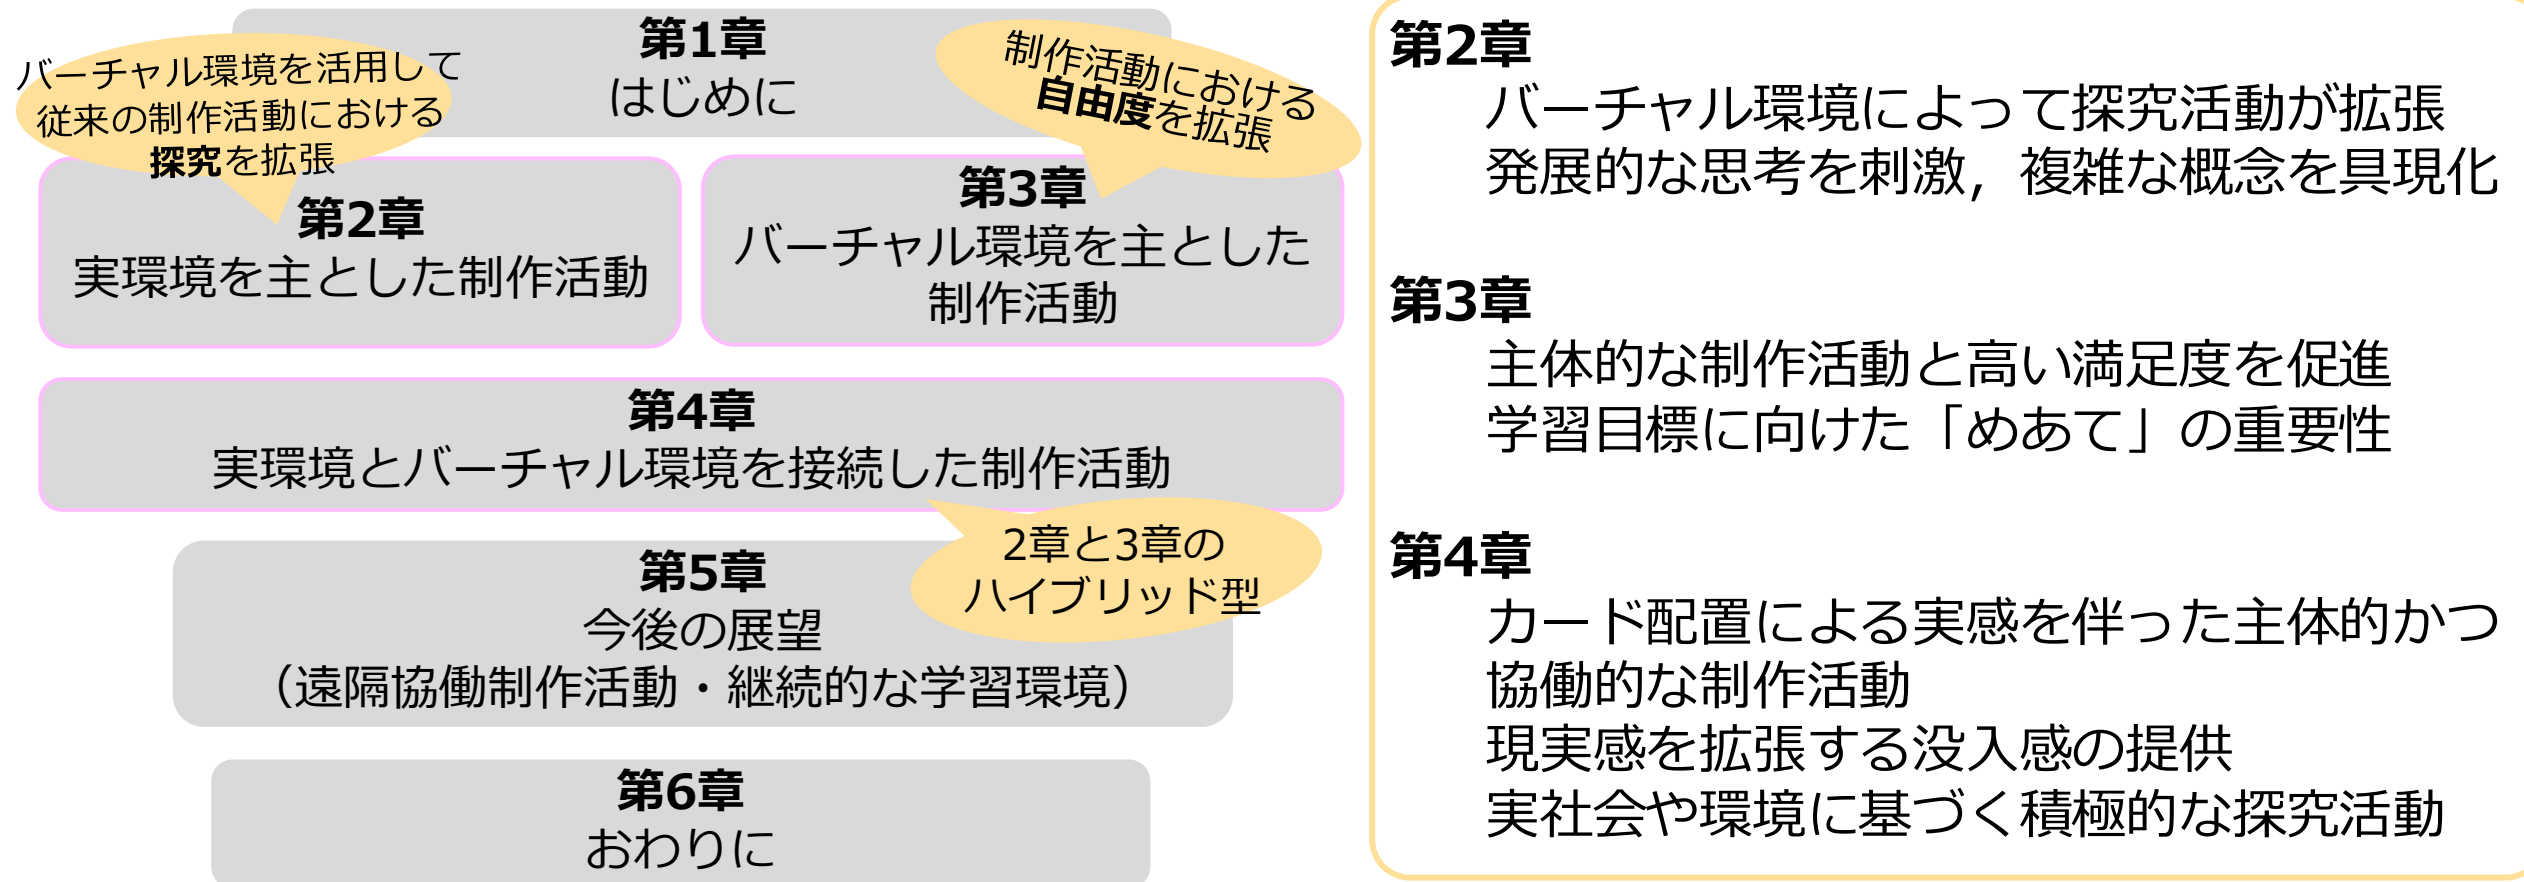 第1章
はじめに
バーチャル環境を活用して
従来の制作活動における
探究を拡張
制作活動における
自由度を拡張
第2章
実環境を主とした制作活動
第3章
バーチャル環境を主とした
制作活動
第4章
実環境とバーチャル環境を接続した制作活動
2章と3章の
ハイブリッド型
第5章
今後の展望
（遠隔協働制作活動・継続的な学習環境）
第6章
おわりに
第2章
バーチャル環境によって探究活動が拡張
発展的な思考を刺激，複雑な概念を具現化
第3章
主体的な制作活動と高い満足度を促進
学習目標に向けた「めあて」の重要性
第4章
カード配置による実感を伴った主体的かつ
協働的な制作活動
現実感を拡張する没入感の提供
実社会や環境に基づく積極的な探究活動